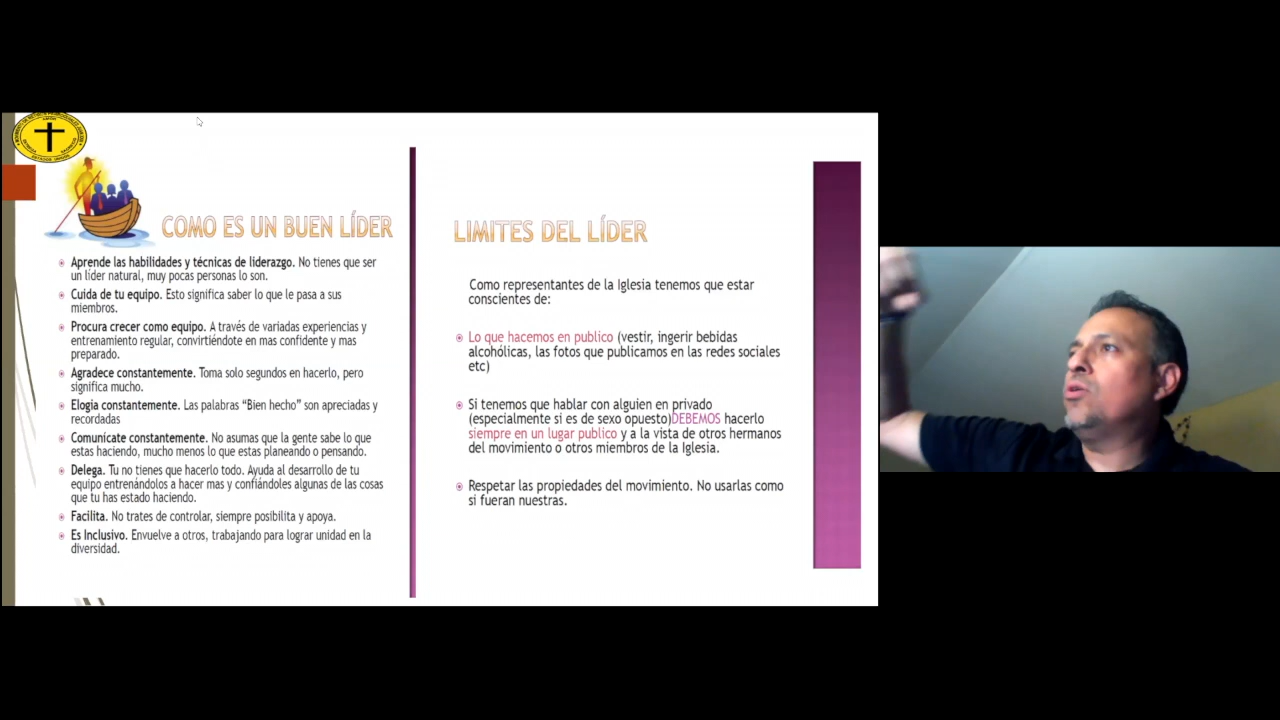 COMO ES UN BUEN LÍDER
Aprende las habilidades y técnicas de liderazgo. No tienes que ser
un líder natural, muy pocas personas lo son.
Cuida de tu equipo. Esto significa saber lo que le pasa a sus
miembros.
Procura crecer como equipo. A través de variadas experiencias y
entrenamiento regular, convirtiéndote en mas confidente y mas
preparado.
Agradece constantemente. Toma solo segundos en hacerlo, pero
significa mucho.
Elogia constantemente. Las palabras “Bien hecho” son apreciadas y
recordadas
Comunícate constantemente. No asumas que la gente sabe lo que
estas haciendo, mucho menos lo que estas planeando o pensando.
Delega. Tu no tienes que hacerlo todo. Ayuda al desarrollo de tu
equipo entrenándolos a hacer mas y confiándoles algunas de las cosas
que tu has estado haciendo.
Facilita. No trates de controlar, siempre posibilita y apoya.
Es Inclusivo. Envuelve a otros, trabajando para lograr unidad en la
diversidad.
LIMITES DEL LÍDER
Como representantes de la Iglesia tenemos que estar
conscientes de:
Lo que hacemos en publico (vestir, ingerir bebidas
alcohólicas, las fotos que publicamos en las redes sociales
etc)
Si tenemos que hablar con alguien en privado
(especialmente si es de sexo opuesto)DEBEMOS hacerlo
siempre en un lugar publico y a la vista de otros hermanos
del movimiento o otros miembros de la Iglesia.
Respetar las propiedades del movimiento. No usarlas como
si fueran nuestras.